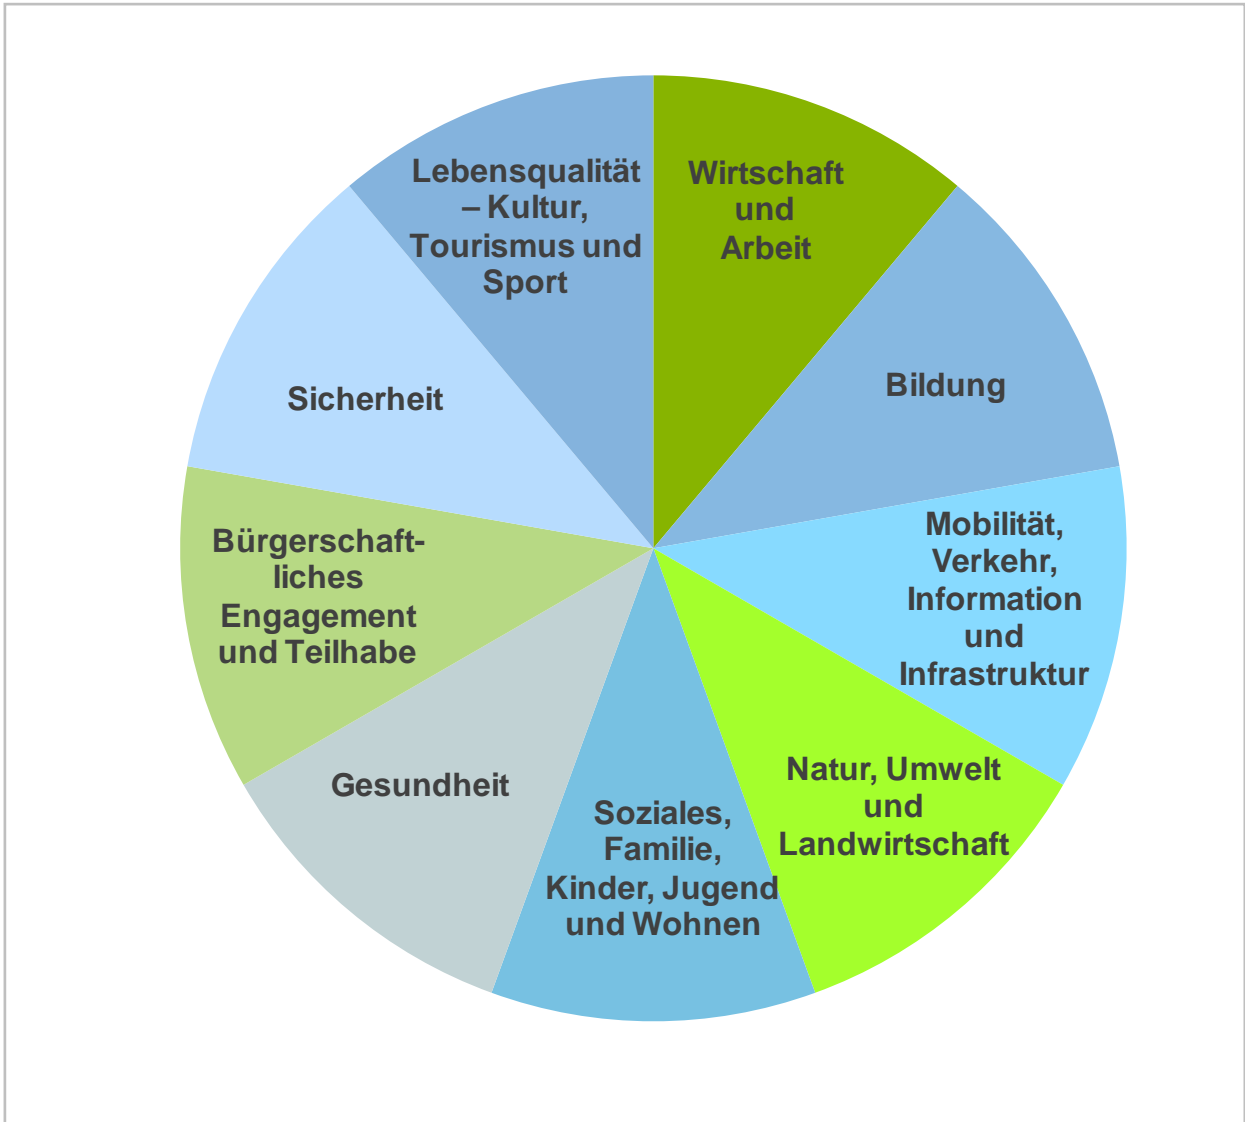 Lebensqualität
– Kultur,
Tourismus und
Sport
Wirtschaft
und
Arbeit
Bildung
Mobilität,
Verkehr,
Information
und
Infrastruktur
Natur, Umwelt
und
Landwirtschaft
Soziales,
Familie,
Kinder, Jugend
und Wohnen
Gesundheit
Bürgerschaft-
liches
Engagement
und Teilhabe
Sicherheit